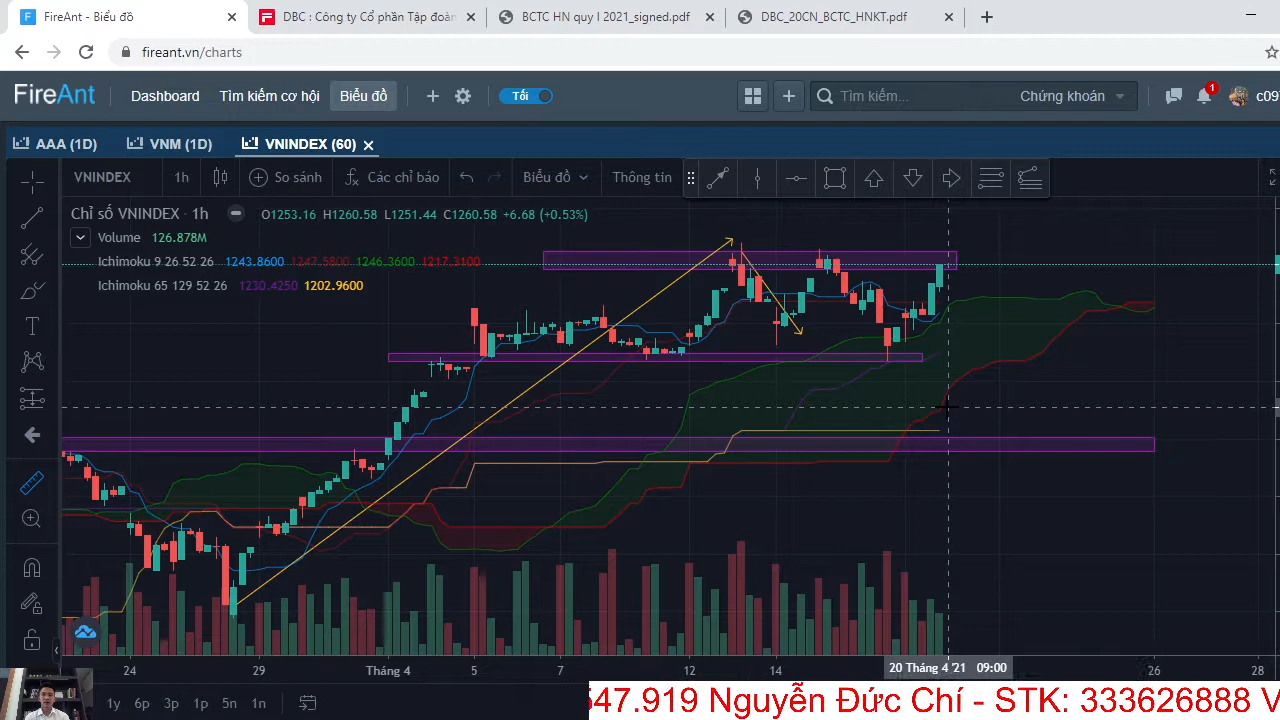 FireAnt - Biểu đồ
DBC : Công ty Cổ phần Tập đoàn
BCTC HN quy I 2021_signed.pdf
DBC_20CN_BCTC_HNKT.pdf
fireant.vn/charts
FireAnt
Dashboard
Tìm kiếm cơ hội
Biểu đồ
Tối
Tìm kiếm...
Chứng khoán
1
c097
AAA (1D)
VNM (1D)
VNINDEX (60)
VNINDEX
1h
So sánh
Các chỉ báo
Biểu đồ
Thông tin
Chỉ số VNINDEX · 1h O1253.16 H1260.58 L1251.44 C1260.58 +6.68 (+0.53%)
Volume 126.878M
Ichimoku 9 26 52 26 1243.8600 1247.5800 1246.3600 1217.3100
Ichimoku 65 129 52 26 1230.4250 1202.9600
24 29 Tháng 4 5 7 12 14 20 Tháng 4 '21 09:00 26 28
1y 6p 3p 1p 5n 1n
547.919 Nguyễn Đức Chí - STK: 333626888 V